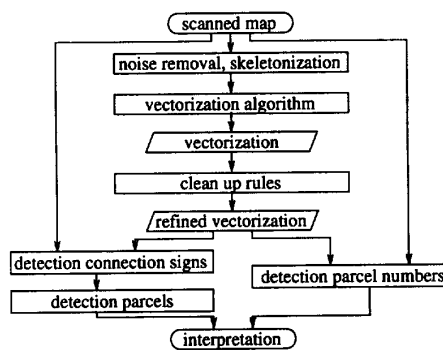 scanned map
noise removal, skeletonization
vectorization algorithm
vectorization
clean up rules
refined vectorization
detection connection signs
detection parcel numbers
detection parcels
interpretation